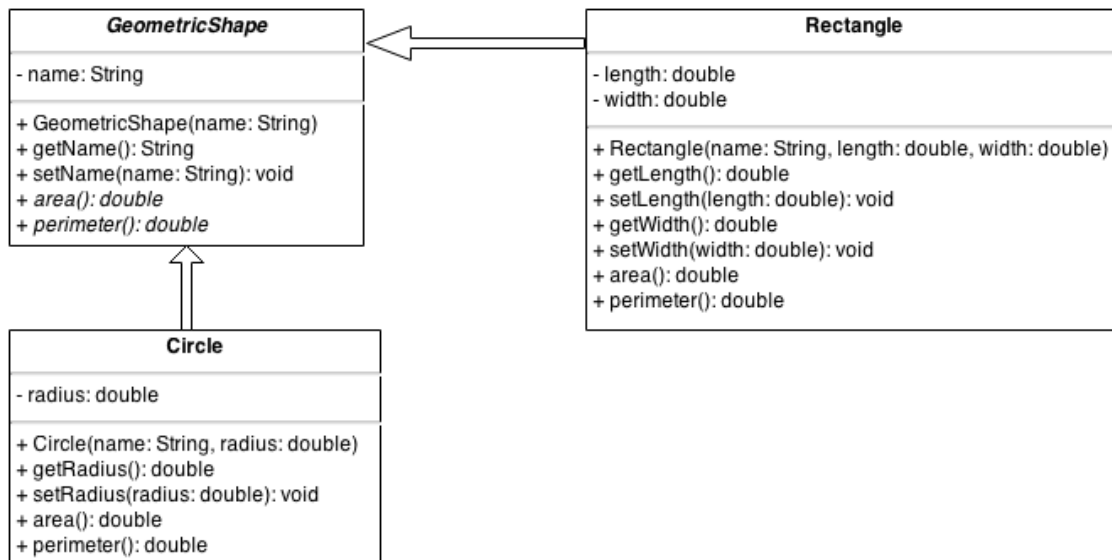 GeometricShape
- name: String
+ GeometricShape(name: String)
+ getName(): String
+ setName(name: String): void
+ area(): double
+ perimeter(): double
Rectangle
- length: double
- width: double
+ Rectangle(name: String, length: double, width: double)
+ getLength(): double
+ setLength(length: double): void
+ getWidth(): double
+ setWidth(width: double): void
+ area(): double
+ perimeter(): double
Circle
- radius: double
+ Circle(name: String, radius: double)
+ getRadius(): double
+ setRadius(radius: double): void
+ area(): double
+ perimeter(): double